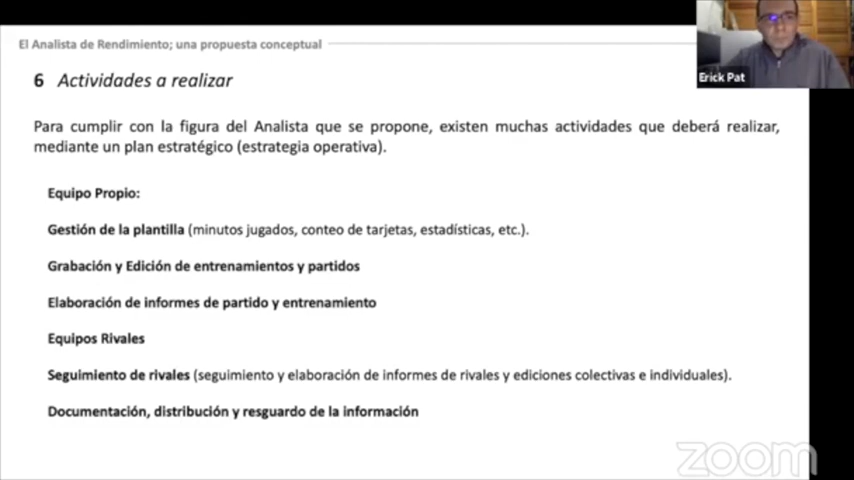 El Analista de Rendimiento; una propuesta conceptual
6 Actividades a realizar
Erick Pat
Para cumplir con la figura del Analista que se propone, existen muchas actividades que deberá realizar,
mediante un plan estratégico (estrategia operativa).
Equipo Propio:
Gestión de la plantilla (minutos jugados, conteo de tarjetas, estadísticas, etc.).
Grabación y Edición de entrenamientos y partidos
Elaboración de informes de partido y entrenamiento
Equipos Rivales
Seguimiento de rivales (seguimiento y elaboración de informes de rivales y ediciones colectivas e individuales).
Documentación, distribución y resguardo de la información
zoom